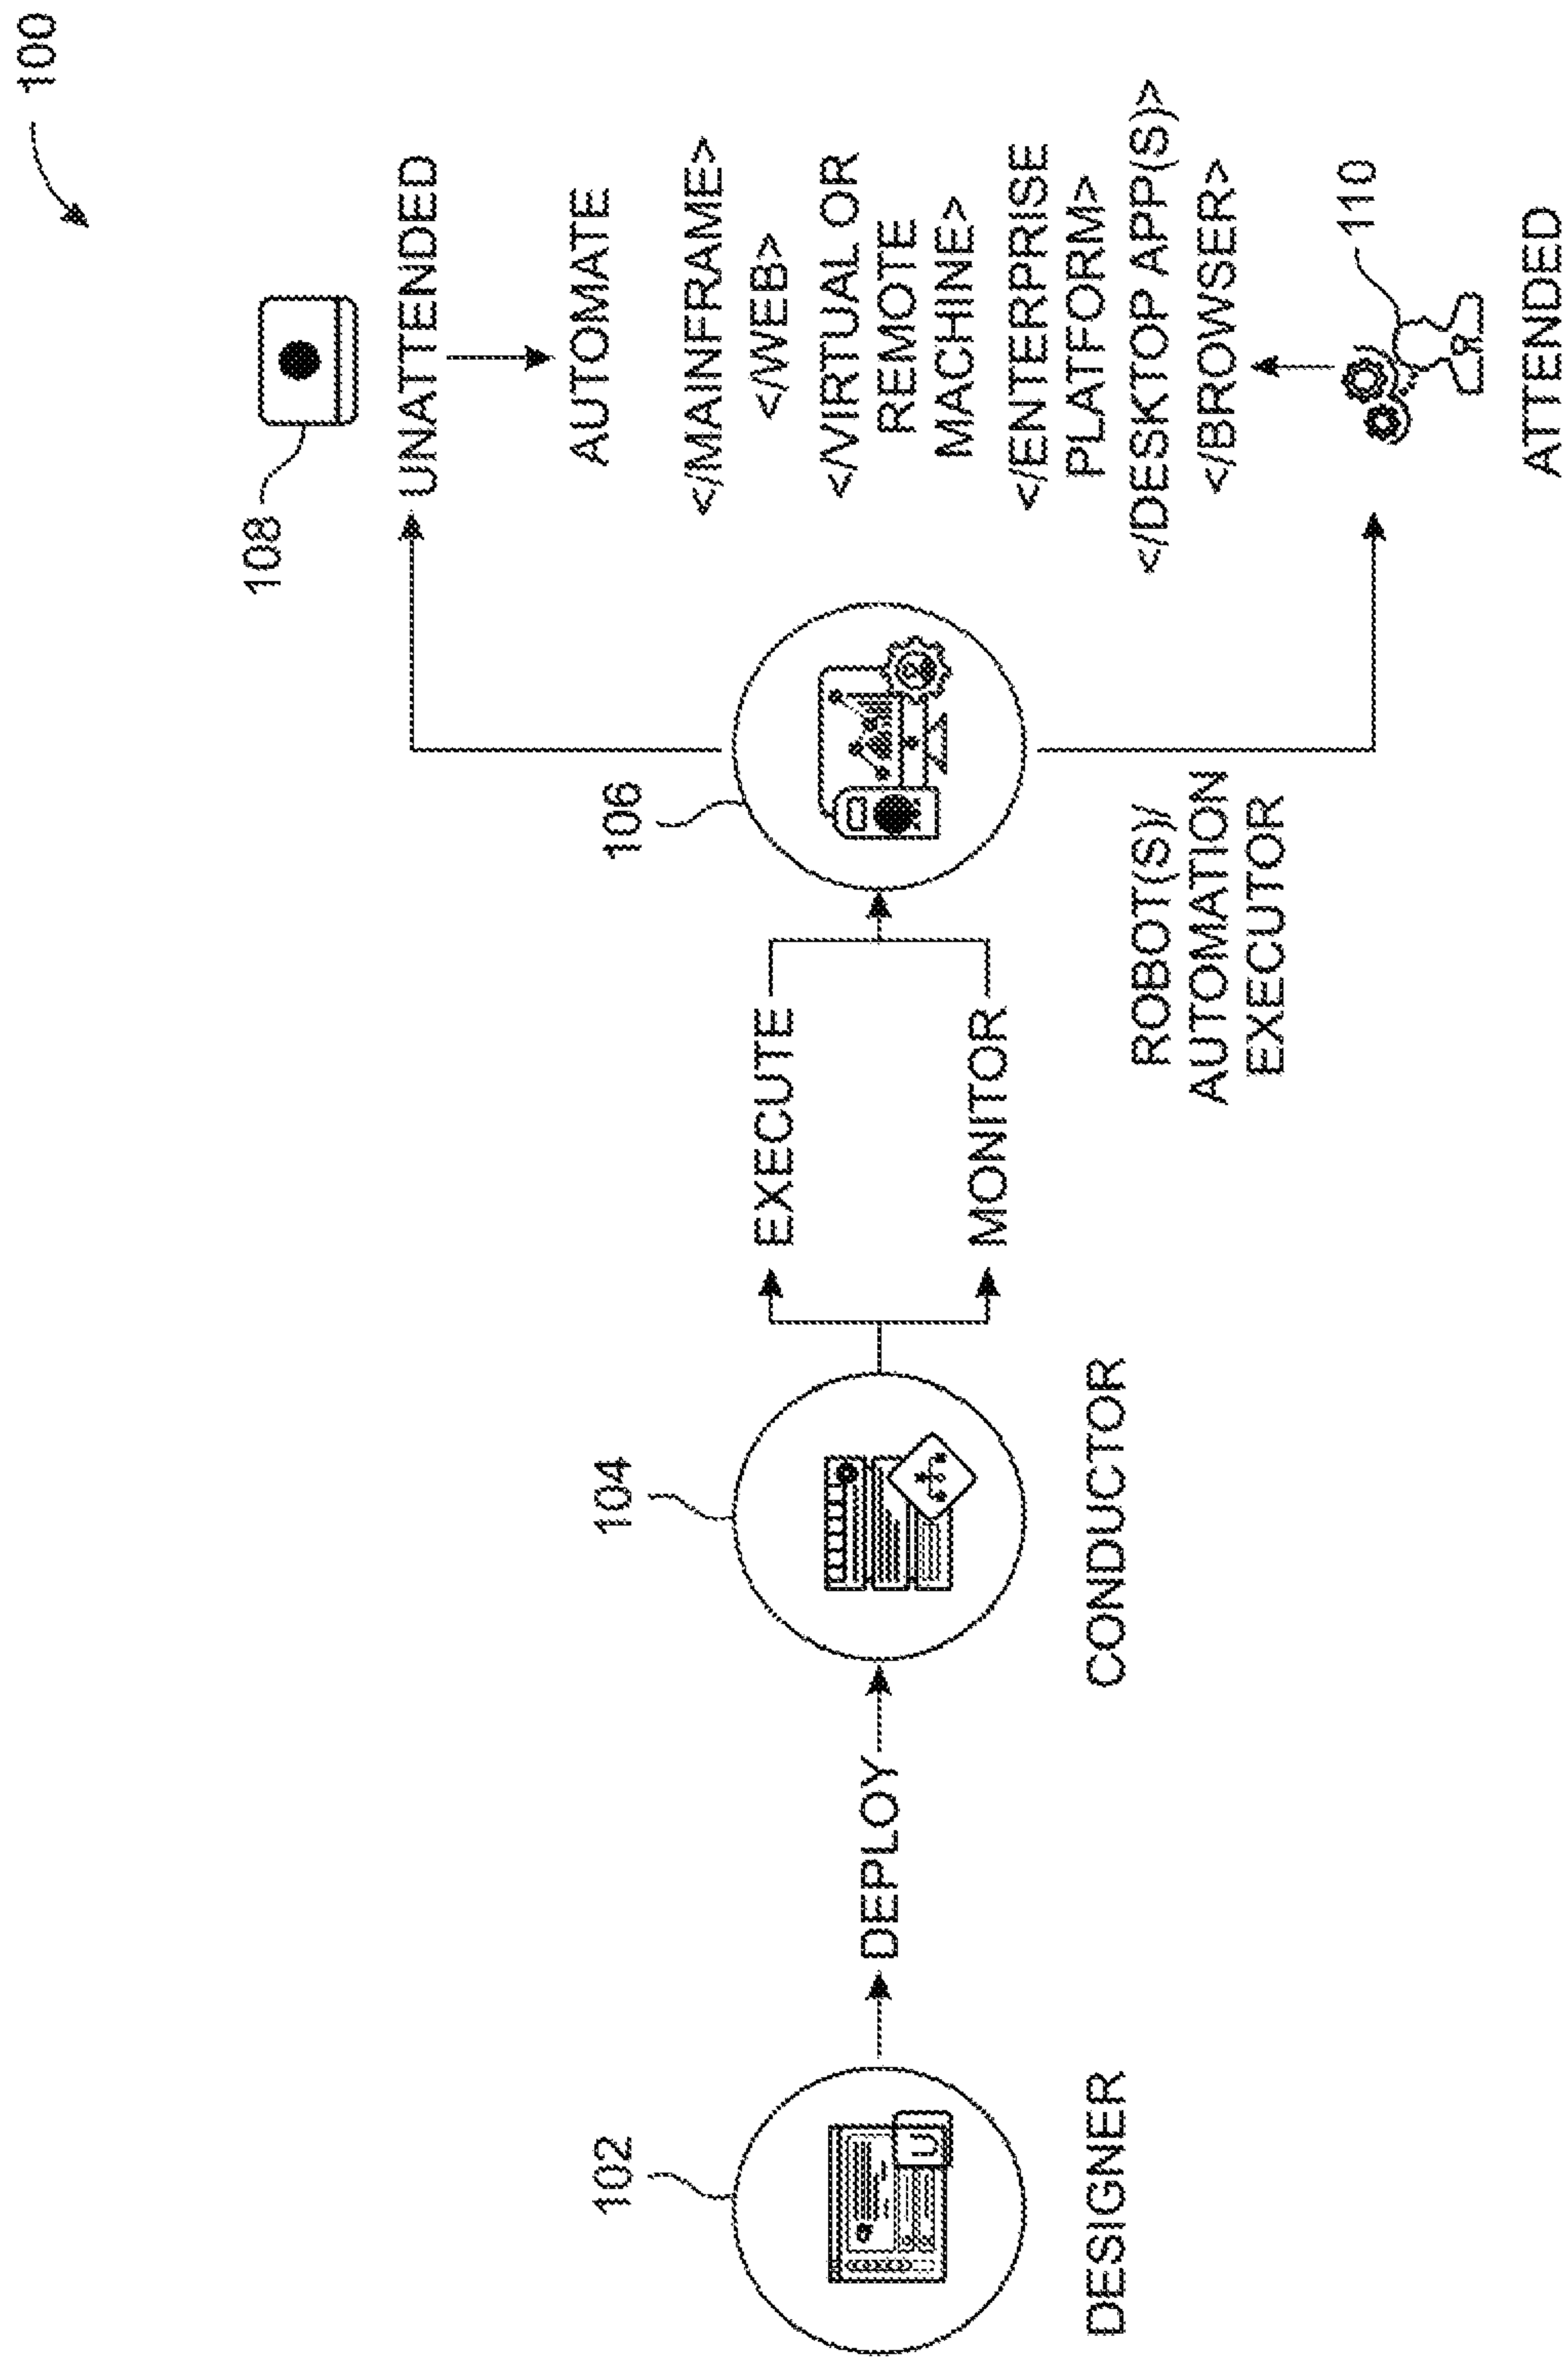 100
108
UNATTENDED
AUTOMATE
</MAINFRAME>
</WEB>
</VIRTUAL OR
REMOTE
MACHINE>
</ENTERPRISE
PLATFORM>
</DESKTOP APP(S)>
</BROWSER>
110
ATTENDED
106
ROBOT(S)/
AUTOMATION
EXECUTOR
EXECUTE
MONITOR
104
CONDUCTOR
DEPLOY
102
U
DESIGNER